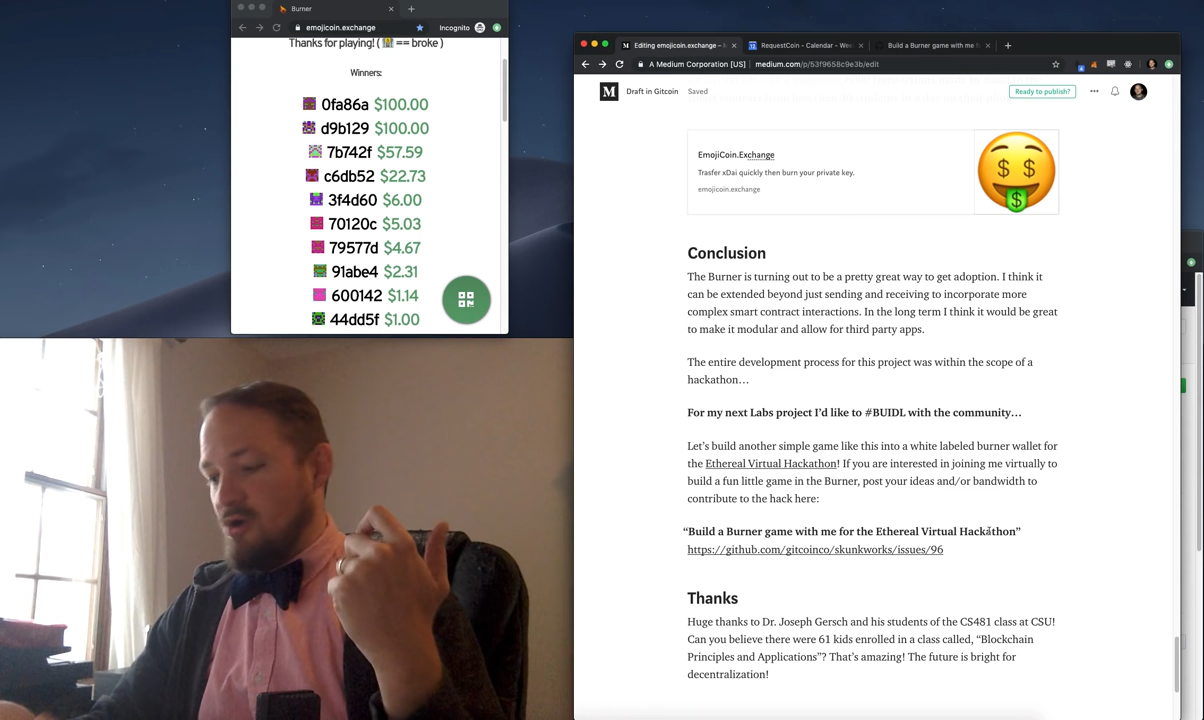 Burner
emojicoin.exchange
Incognito
Thanks for playing! ( == broke )
Winners:
0fa86a $100.00
d9b129 $100.00
7b742f $57.59
c6db52 $22.73
3f4d60 $6.00
70120c $5.03
79577d $4.67
91abe4 $2.31
600142 $1.14
44dd5f $1.00
Editing emojicoin.exchange –
RequestCoin - Calendar - We
Build a Burner game with me f
A Medium Corporation [US] | medium.com/p/53f9658c9e3b/edit
M
Draft in Gitcoin Saved
Ready to publish?
EmojiCoin.Exchange
Trasfer xDai quickly then burn your private key.
emojicoin.exchange
Conclusion
The Burner is turning out to be a pretty great way to get adoption. I think it
can be extended beyond just sending and receiving to incorporate more
complex smart contract interactions. In the long term I think it would be great
to make it modular and allow for third party apps.
The entire development process for this project was within the scope of a
hackathon…
For my next Labs project I’d like to #BUIDL with the community…
Let’s build another simple game like this into a white labeled burner wallet for
the Ethereal Virtual Hackathon! If you are interested in joining me virtually to
build a fun little game in the Burner, post your ideas and/or bandwidth to
contribute to the hack here:
“Build a Burner game with me for the Ethereal Virtual Hackathon”
https://github.com/gitcoinco/skunkworks/issues/96
Thanks
Huge thanks to Dr. Joseph Gersch and his students of the CS481 class at CSU!
Can you believe there were 61 kids enrolled in a class called, “Blockchain
Principles and Applications”? That’s amazing! The future is bright for
decentralization!